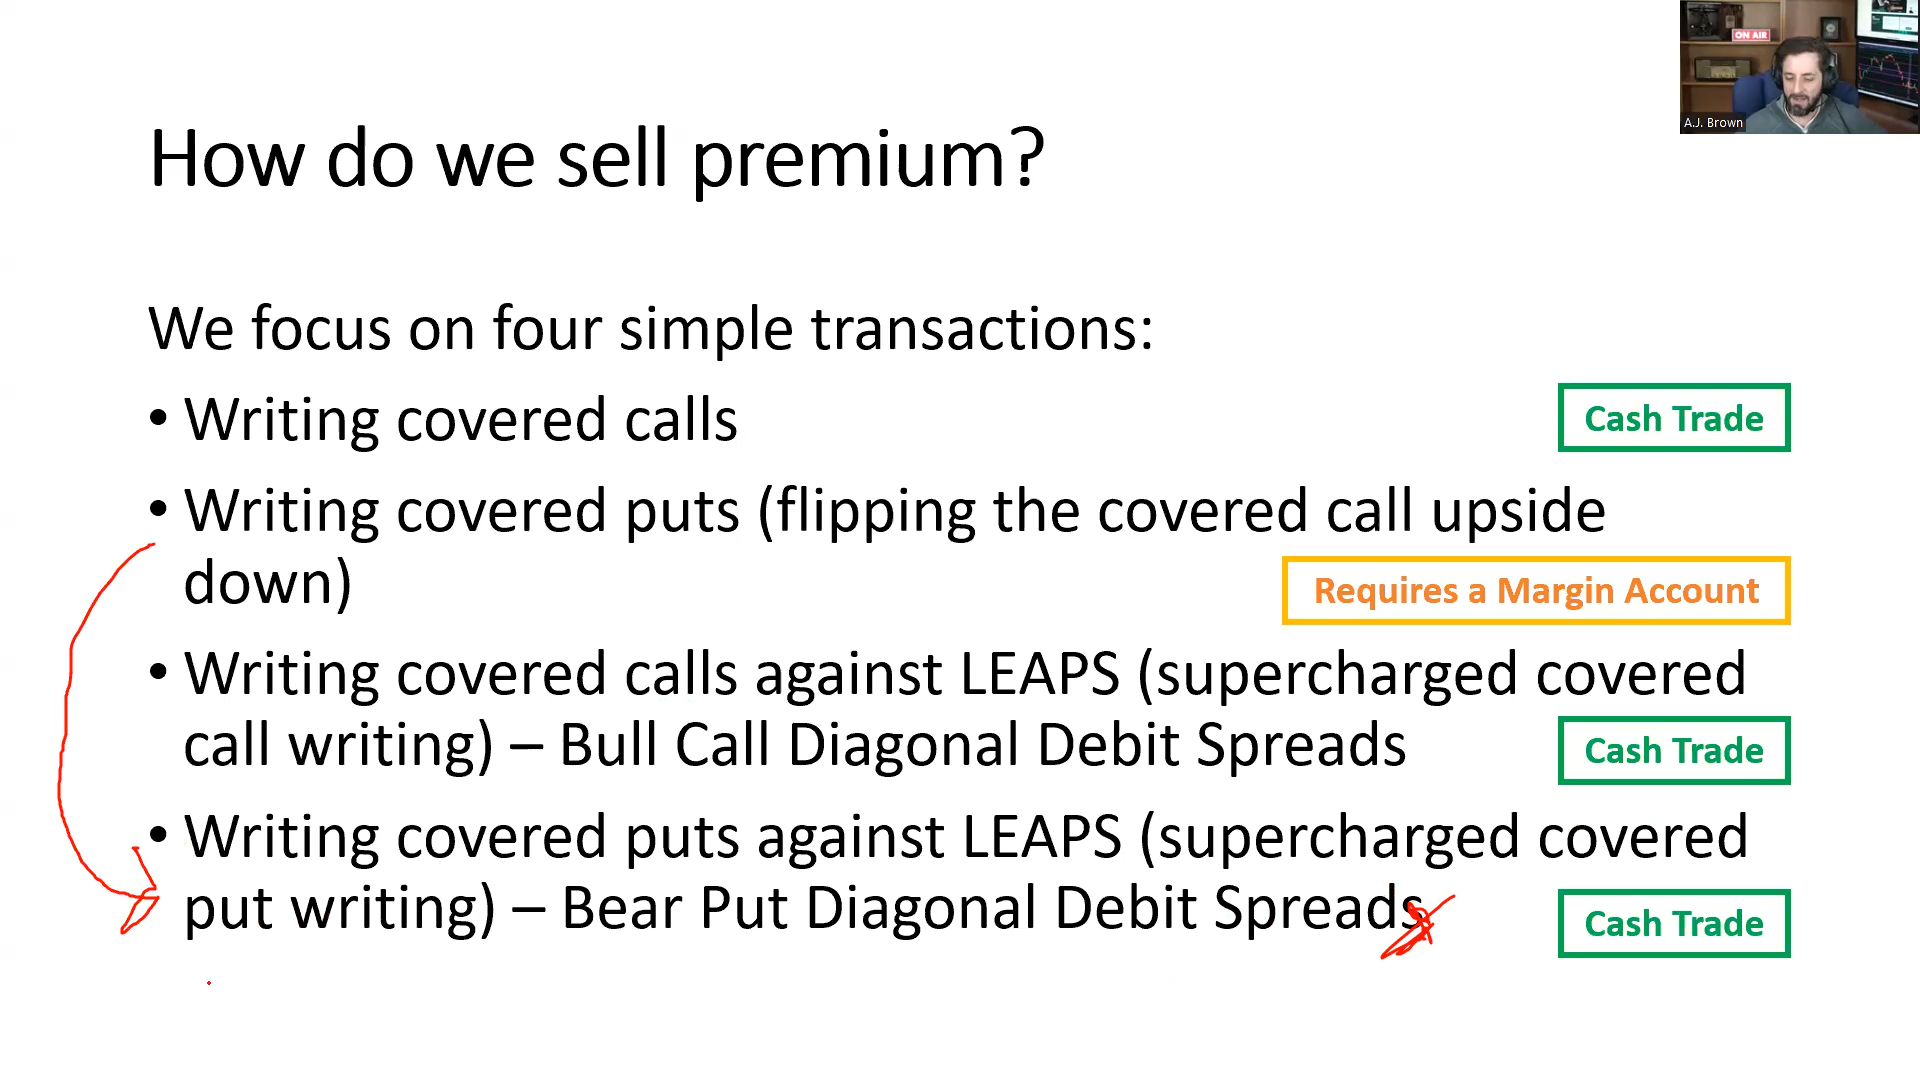 ON AIR
A.J. Brown
How do we sell premium?
We focus on four simple transactions:
• Writing covered calls
Cash Trade
• Writing covered puts (flipping the covered call upside
down)
Requires a Margin Account
• Writing covered calls against LEAPS (supercharged covered
call writing) – Bull Call Diagonal Debit Spreads
Cash Trade
• Writing covered puts against LEAPS (supercharged covered
put writing) – Bear Put Diagonal Debit Spreads
Cash Trade